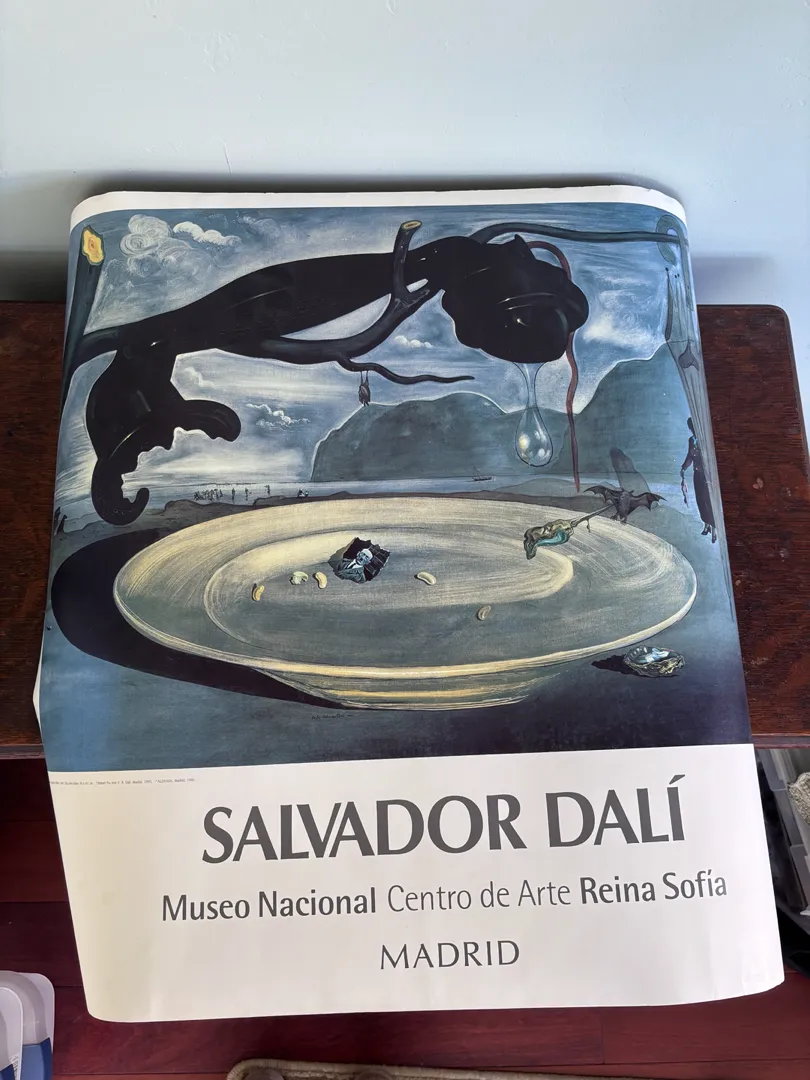 SALVADOR DALÍ
Museo Nacional Centro de Arte Reina Sofía
MADRID